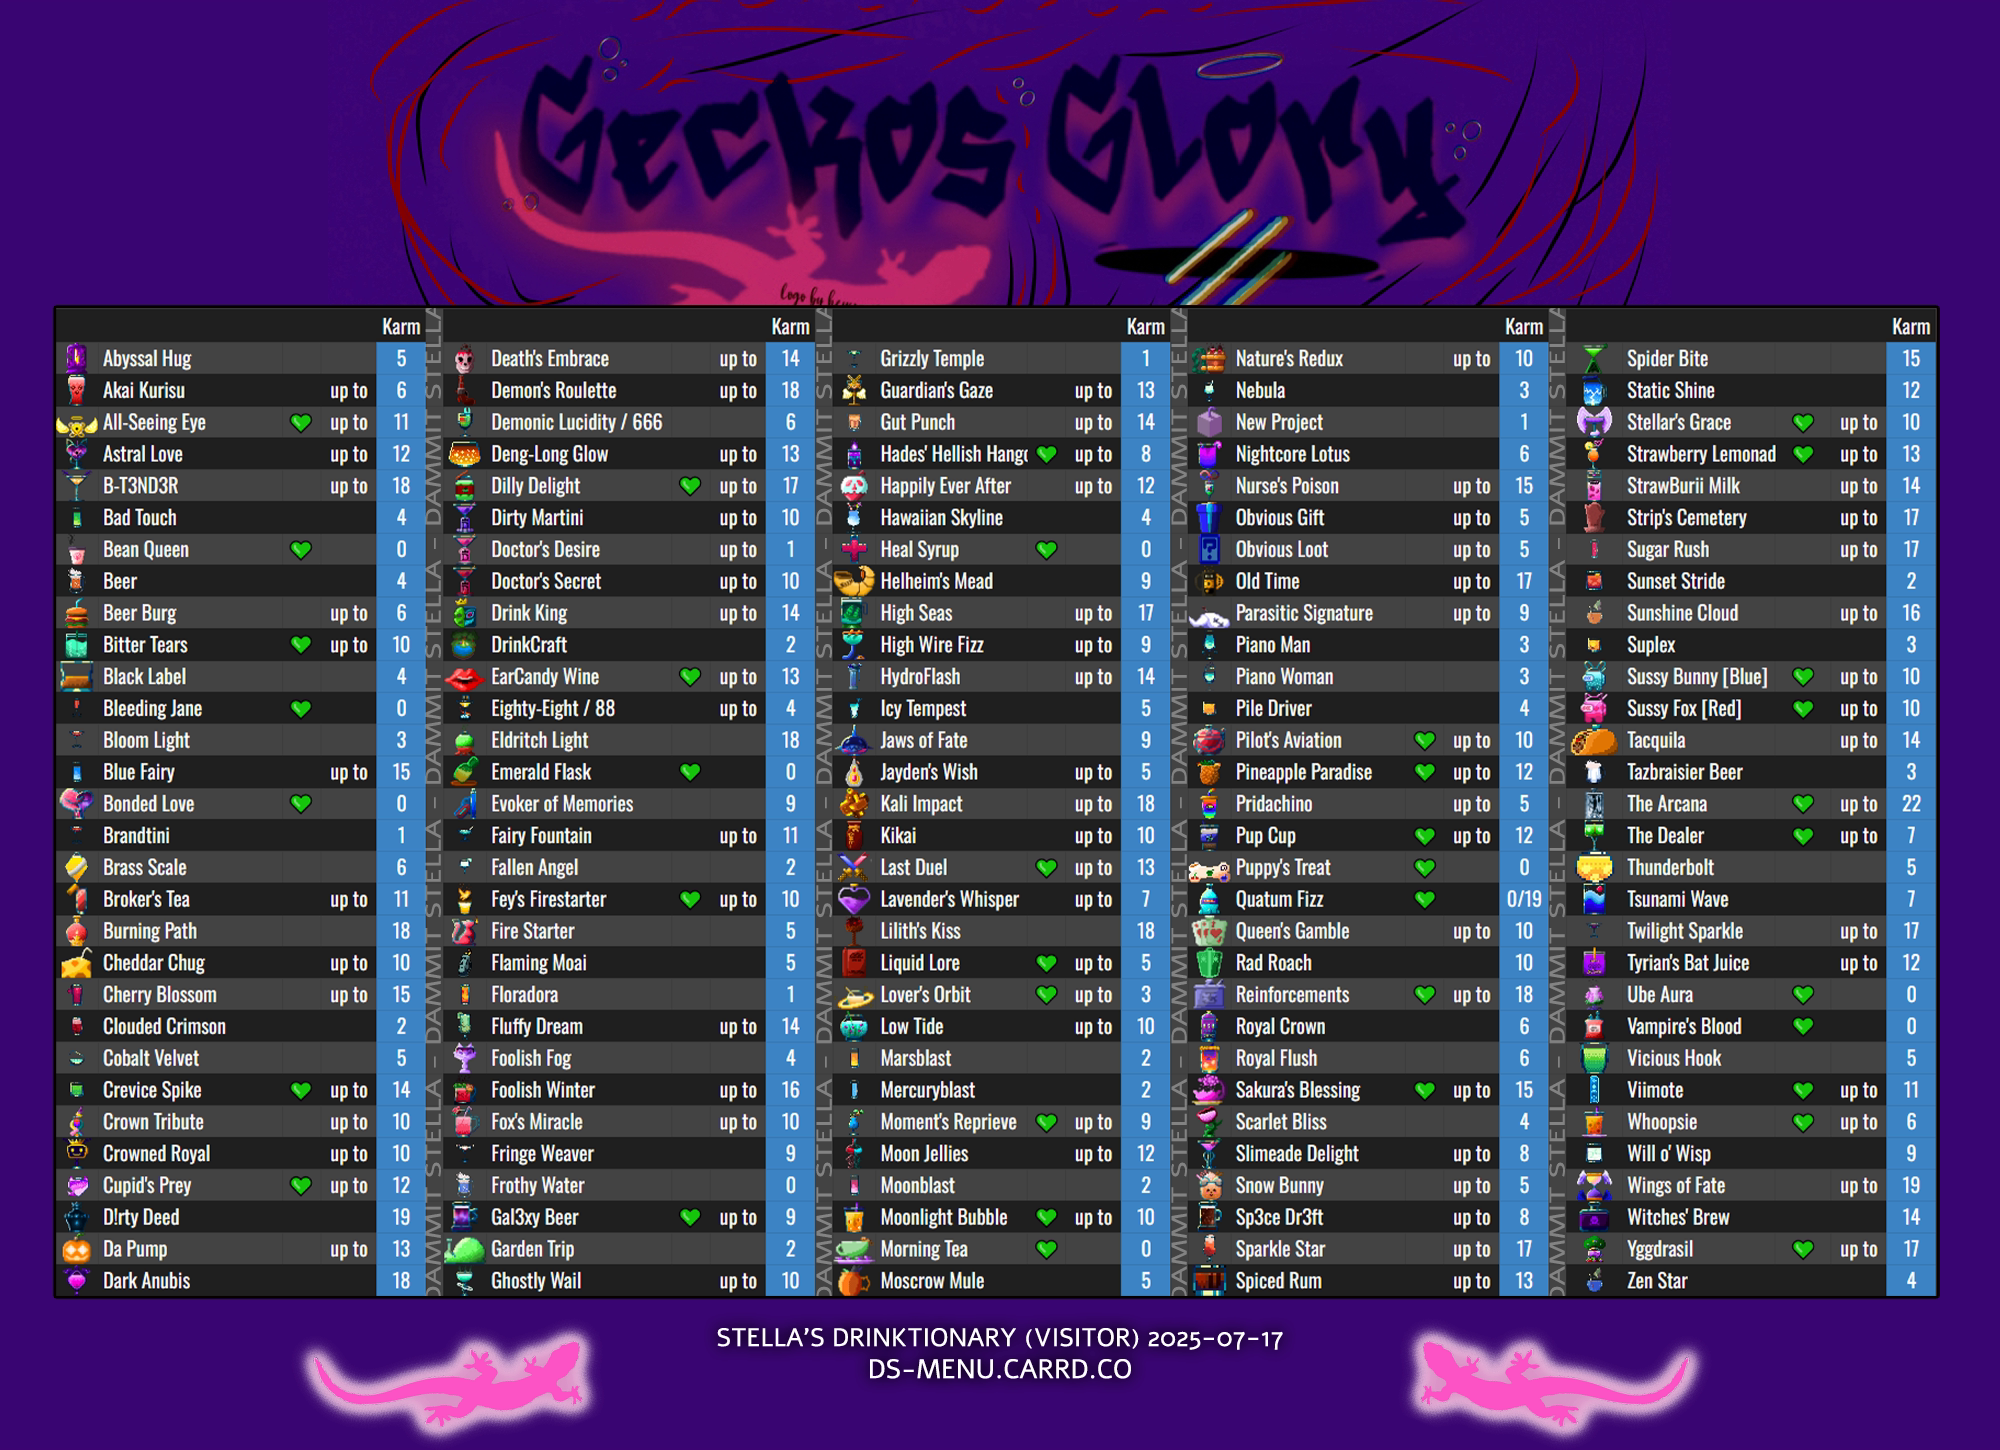 Geckos Glory
logo by
Karm
Abyssal Hug 5
Akai Kurisu up to 6
All-Seeing Eye up to 11
Astral Love up to 12
B-T3ND3R up to 18
Bad Touch 4
Bean Queen 0
Beer 4
Beer Burg up to 6
Bitter Tears up to 10
Black Label 4
Bleeding Jane 0
Bloom Light 3
Blue Fairy up to 15
Bonded Love 0
Brandtini 1
Brass Scale 6
Broker's Tea up to 11
Burning Path 18
Cheddar Chug up to 10
Cherry Blossom up to 15
Clouded Crimson 2
Cobalt Velvet 5
Crevice Spike up to 14
Crown Tribute up to 10
Crowned Royal up to 10
Cupid's Prey up to 12
D!rty Deed 19
Da Pump up to 13
Dark Anubis 18
DAMMIT STELLA - DAMMIT STELLA - DAMMIT STELLA
Karm
Death's Embrace up to 14
Demon's Roulette up to 18
Demonic Lucidity / 666 6
Deng-Long Glow up to 13
Dilly Delight up to 17
Dirty Martini up to 10
Doctor's Desire up to 1
Doctor's Secret up to 10
Drink King up to 14
DrinkCraft 2
EarCandy Wine up to 13
Eighty-Eight / 88 up to 4
Eldritch Light 18
Emerald Flask 0
Evoker of Memories 9
Fairy Fountain up to 11
Fallen Angel 2
Fey's Firestarter up to 10
Fire Starter 5
Flaming Moai 5
Floradora 1
Fluffy Dream up to 14
Foolish Fog 4
Foolish Winter up to 16
Fox's Miracle up to 10
Fringe Weaver 9
Frothy Water 0
Gal3xy Beer up to 9
Garden Trip 2
Ghostly Wail up to 10
DAMMIT STELLA - DAMMIT STELLA - DAMMIT STELLA
Karm
Grizzly Temple 1
Guardian's Gaze up to 13
Gut Punch up to 14
Hades' Hellish Hang up to 8
Happily Ever After up to 12
Hawaiian Skyline 4
Heal Syrup 0
Helheim's Mead 9
High Seas up to 17
High Wire Fizz up to 9
HydroFlash up to 14
Icy Tempest 5
Jaws of Fate 9
Jayden's Wish up to 5
Kali Impact up to 18
Kikai up to 10
Last Duel up to 13
Lavender's Whisper up to 7
Lilith's Kiss 18
Liquid Lore up to 5
Lover's Orbit up to 3
Low Tide up to 10
Marsblast 2
Mercuryblast 2
Moment's Reprieve up to 9
Moon Jellies up to 12
Moonblast 2
Moonlight Bubble up to 10
Morning Tea 0
Moscrow Mule 5
DAMMIT STELLA - DAMMIT STELLA - DAMMIT STELLA
Karm
Nature's Redux up to 10
Nebula 3
New Project 1
Nightcore Lotus 6
Nurse's Poison up to 15
Obvious Gift up to 5
Obvious Loot up to 5
Old Time up to 17
Parasitic Signature up to 9
Piano Man 3
Piano Woman 3
Pile Driver 4
Pilot's Aviation up to 10
Pineapple Paradise up to 12
Pridachino up to 5
Pup Cup up to 12
Puppy's Treat 0
Quatum Fizz 0/19
Queen's Gamble up to 10
Rad Roach 10
Reinforcements up to 18
Royal Crown 6
Royal Flush 6
Sakura's Blessing up to 15
Scarlet Bliss 4
Slimeade Delight up to 8
Snow Bunny up to 5
Sp3ce Dr3ft up to 8
Sparkle Star up to 17
Spiced Rum up to 13
DAMMIT STELLA - DAMMIT STELLA - DAMMIT STELLA
Karm
Spider Bite 15
Static Shine 12
Stellar's Grace up to 10
Strawberry Lemonad up to 13
StrawBurii Milk up to 14
Strip's Cemetery up to 17
Sugar Rush up to 17
Sunset Stride 2
Sunshine Cloud up to 16
Suplex 3
Sussy Bunny [Blue] up to 10
Sussy Fox [Red] up to 10
Tacquila up to 14
Tazbraisier Beer 3
The Arcana up to 22
The Dealer up to 7
Thunderbolt 5
Tsunami Wave 7
Twilight Sparkle up to 17
Tyrian's Bat Juice up to 12
Ube Aura 0
Vampire's Blood 0
Vicious Hook 5
Viimote up to 11
Whoopsie up to 6
Will o' Wisp 9
Wings of Fate up to 19
Witches' Brew 14
Yggdrasil up to 17
Zen Star 4
STELLA'S DRINKTIONARY (VISITOR) 2025-07-17
DS-MENU.CARRD.CO